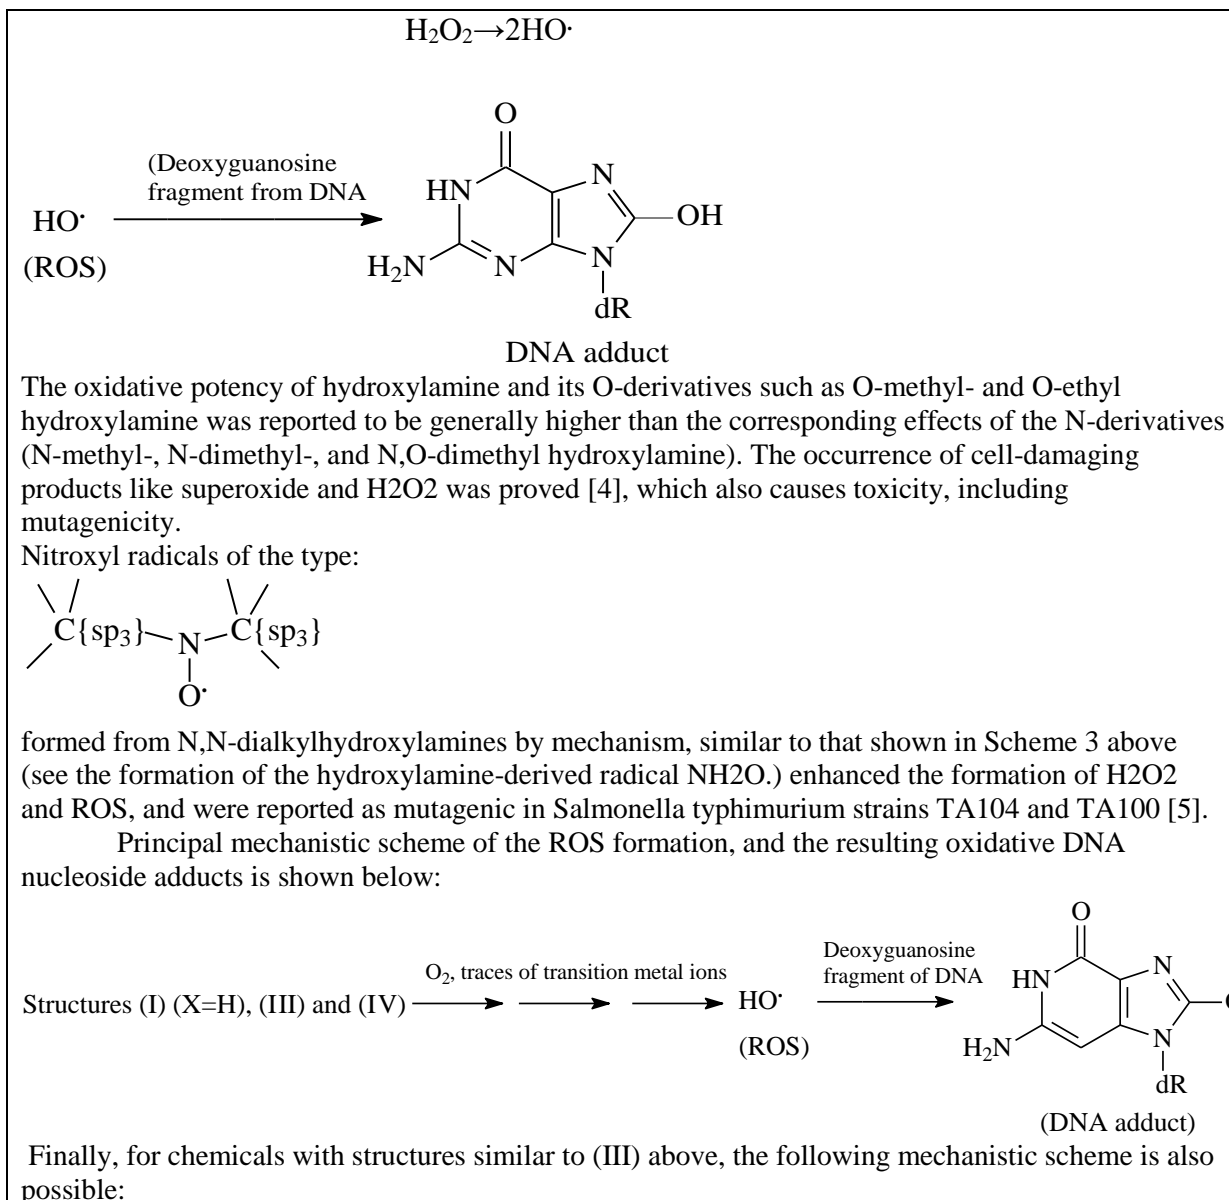 H₂O₂→2HO·
O
(Deoxyguanosine
fragment from DNA
HN
N
HO·
OH
(ROS)
H₂N
N
N
dR
DNA adduct
The oxidative potency of hydroxylamine and its O-derivatives such as O-methyl- and O-ethyl
hydroxylamine was reported to be generally higher than the corresponding effects of the N-derivatives
(N-methyl-, N-dimethyl-, and N,O-dimethyl hydroxylamine). The occurrence of cell-damaging
products like superoxide and H2O2 was proved [4], which also causes toxicity, including
mutagenicity.
Nitroxyl radicals of the type:
C{sp₃} N C{sp₃}
O·
formed from N,N-dialkylhydroxylamines by mechanism, similar to that shown in Scheme 3 above
(see the formation of the hydroxylamine-derived radical NH2O.) enhanced the formation of H2O2
and ROS, and were reported as mutagenic in Salmonella typhimurium strains TA104 and TA100 [5].
Principal mechanistic scheme of the ROS formation, and the resulting oxidative DNA
nucleoside adducts is shown below:
O
Deoxyguanosine
fragment of DNA
O₂, traces of transition metal ions
HN
N
Structures (I) (X=H), (III) and (IV)
HO·
(ROS)
H₂N
N
dR
(DNA adduct)
Finally, for chemicals with structures similar to (III) above, the following mechanistic scheme is also
possible: